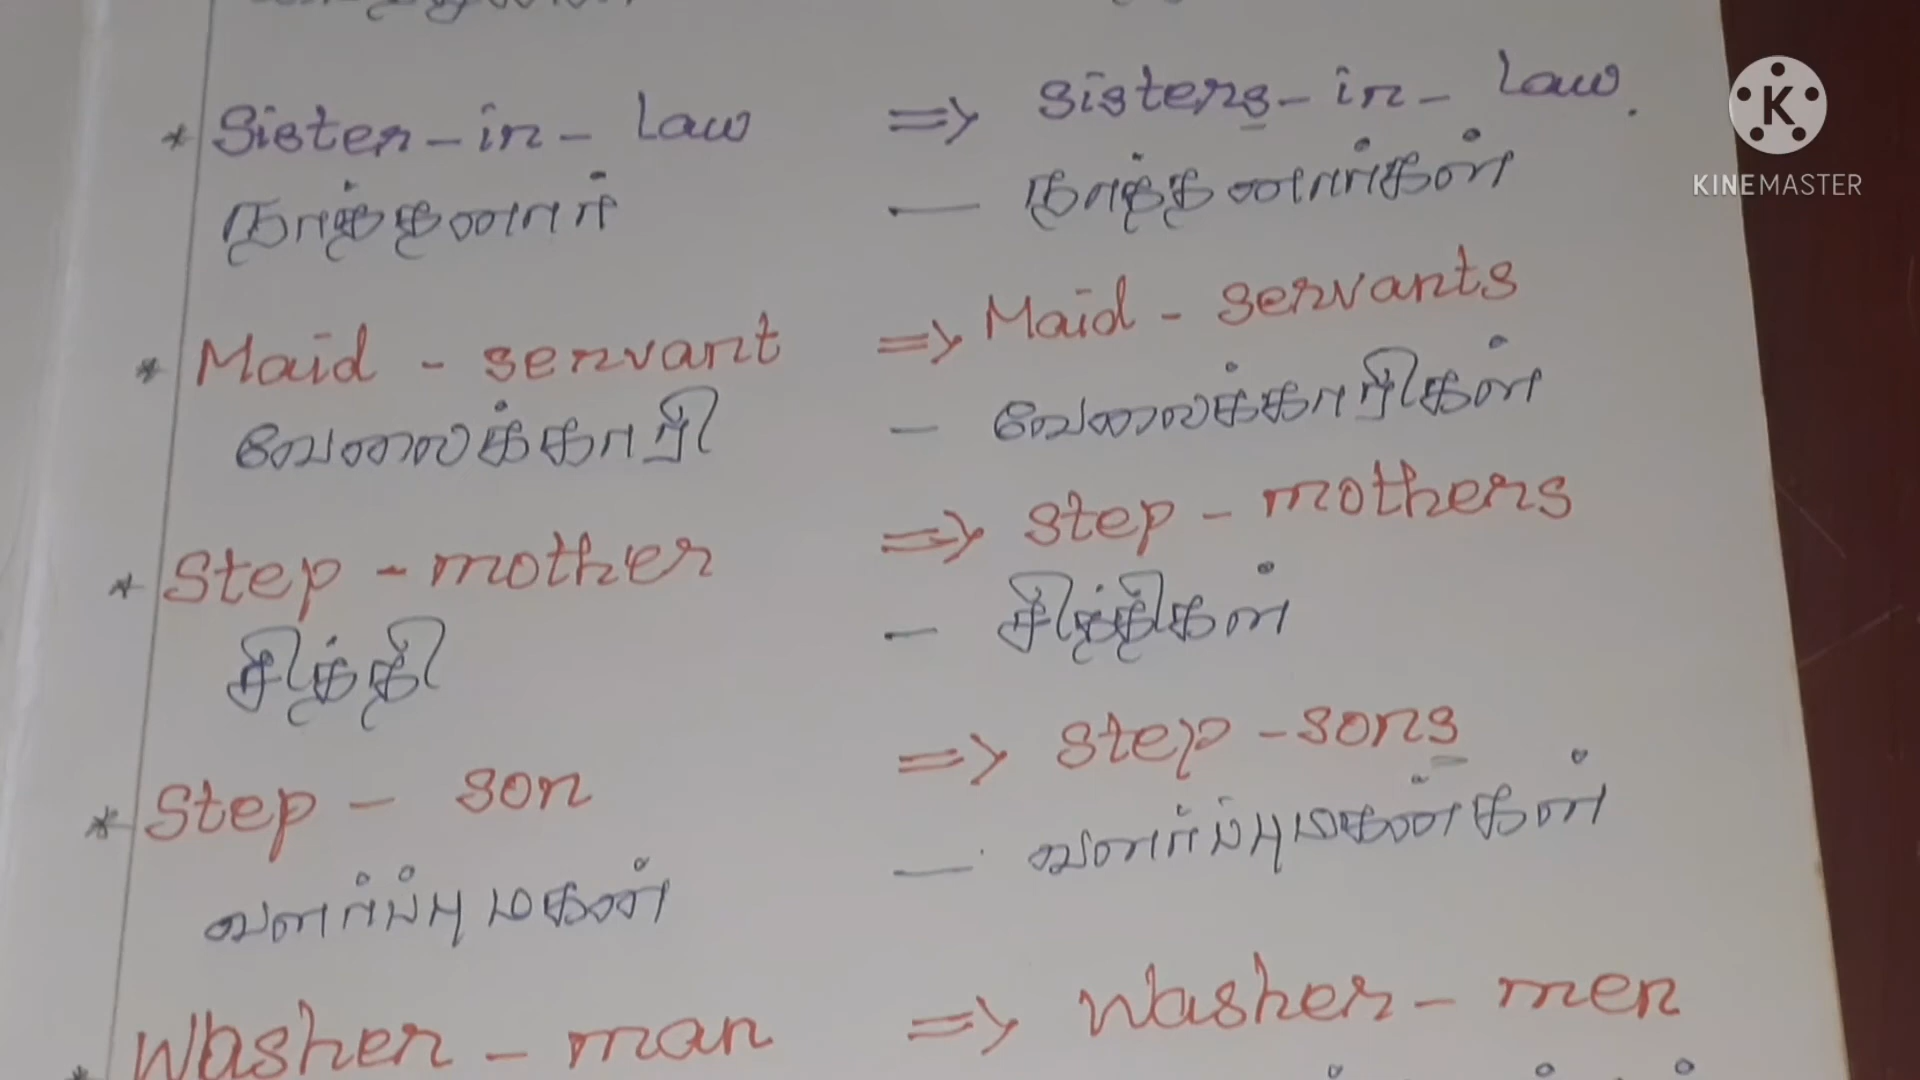 * Sister-in-law => sisters-in-law.
நாத்தனார் — நாத்தனார்கள்
* Maid-servant => Maid-servants
வேலைக்காரி — வேலைக்காரிகள்
* Step-mother => step-mothers
சித்தி — சித்திகள்
* Step-son => step-sons
வளர்ப்பு மகன் — வளர்ப்பு மகன்கள்
* Washer-man => Washer-men
K
KINEMASTER